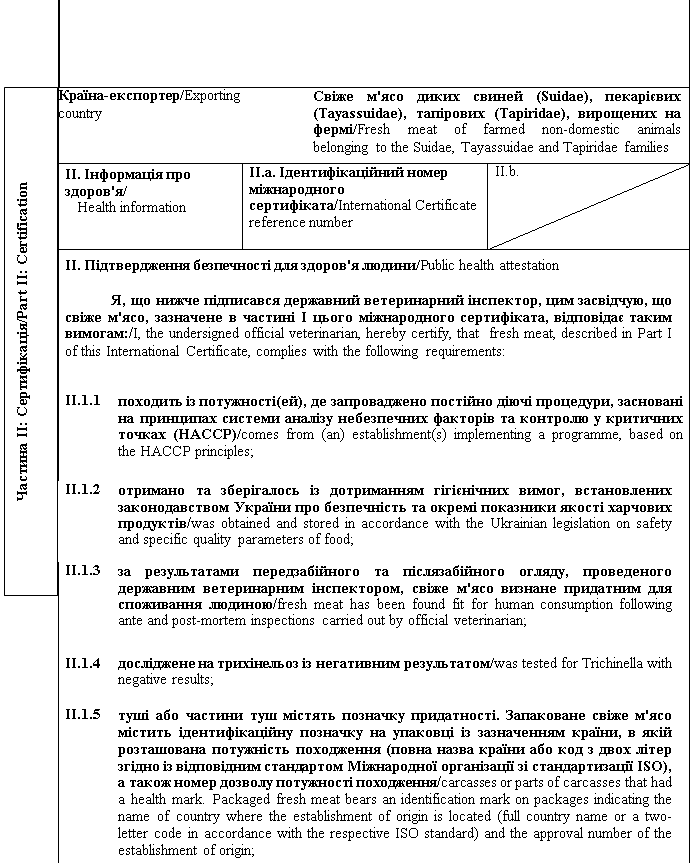 Частина ІІ: Сертифікація/Part II: Certification
Країна-експортер/Exporting
country
Свіже м'ясо диких свиней (Suidae), пекарієвих
(Tayassuidae), тапірових (Tapiridae), вирощених на
фермі/Fresh meat of farmed non-domestic animals
belonging to the Suidae, Tayassuidae and Tapiridae families
ІІ. Інформація про
здоров'я/
Health information
ІІ.а. Ідентифікаційний номер
міжнародного
сертифіката/International Certificate
reference number
II.b.
ІІ. Підтвердження безпечності для здоров'я людини/Public health attestation
Я, що нижче підписався державний ветеринарний інспектор, цим засвідчую, що
свіже м'ясо, зазначене в частині І цього міжнародного сертифіката, відповідає таким
вимогам:/I, the undersigned official veterinarian, hereby certify, that fresh meat, described in Part I
of this International Certificate, complies with the following requirements:
II.1.1 походить із потужності(ей), де запроваджено постійно діючі процедури, засновані
на принципах системи аналізу небезпечних факторів та контролю у критичних
точках (НАССР)/comes from (an) establishment(s) implementing a programme, based on
the HACCP principles;
II.1.2 отримано та зберігалось із дотриманням гігієнічних вимог, встановлених
законодавством України про безпечність та окремі показники якості харчових
продуктів/was obtained and stored in accordance with the Ukrainian legislation on safety
and specific quality parameters of food;
II.1.3 за результатами передзабійного та післязабійного огляду, проведеного
державним ветеринарним інспектором, свіже м'ясо визнане придатним для
споживання людиною/fresh meat has been found fit for human consumption following
ante and post-mortem inspections carried out by official veterinarian;
II.1.4 досліджене на трихінельоз із негативним результатом/was tested for Trichinella with
negative results;
II.1.5 туші або частини туш містять позначку придатності. Запаковане свіже м'ясо
містить ідентифікаційну позначку на упаковці із зазначенням країни, в якій
розташована потужність походження (повна назва країни або код з двох літер
згідно із відповідним стандартом Міжнародної організації зі стандартизації ISO),
а також номер дозволу потужності походження/carcasses or parts of carcasses that had
a health mark. Packaged fresh meat bears an identification mark on packages indicating the
name of country where the establishment of origin is located (full country name or a two-
letter code in accordance with the respective ISO standard) and the approval number of the
establishment of origin;